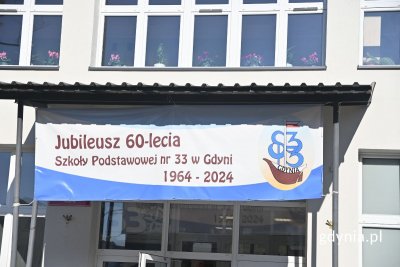 Jubileusz 60-lecia
Szkoły Podstawowej nr 33 w Gdyni
1964 - 2024
33
GDYNIA
gdynia.pl